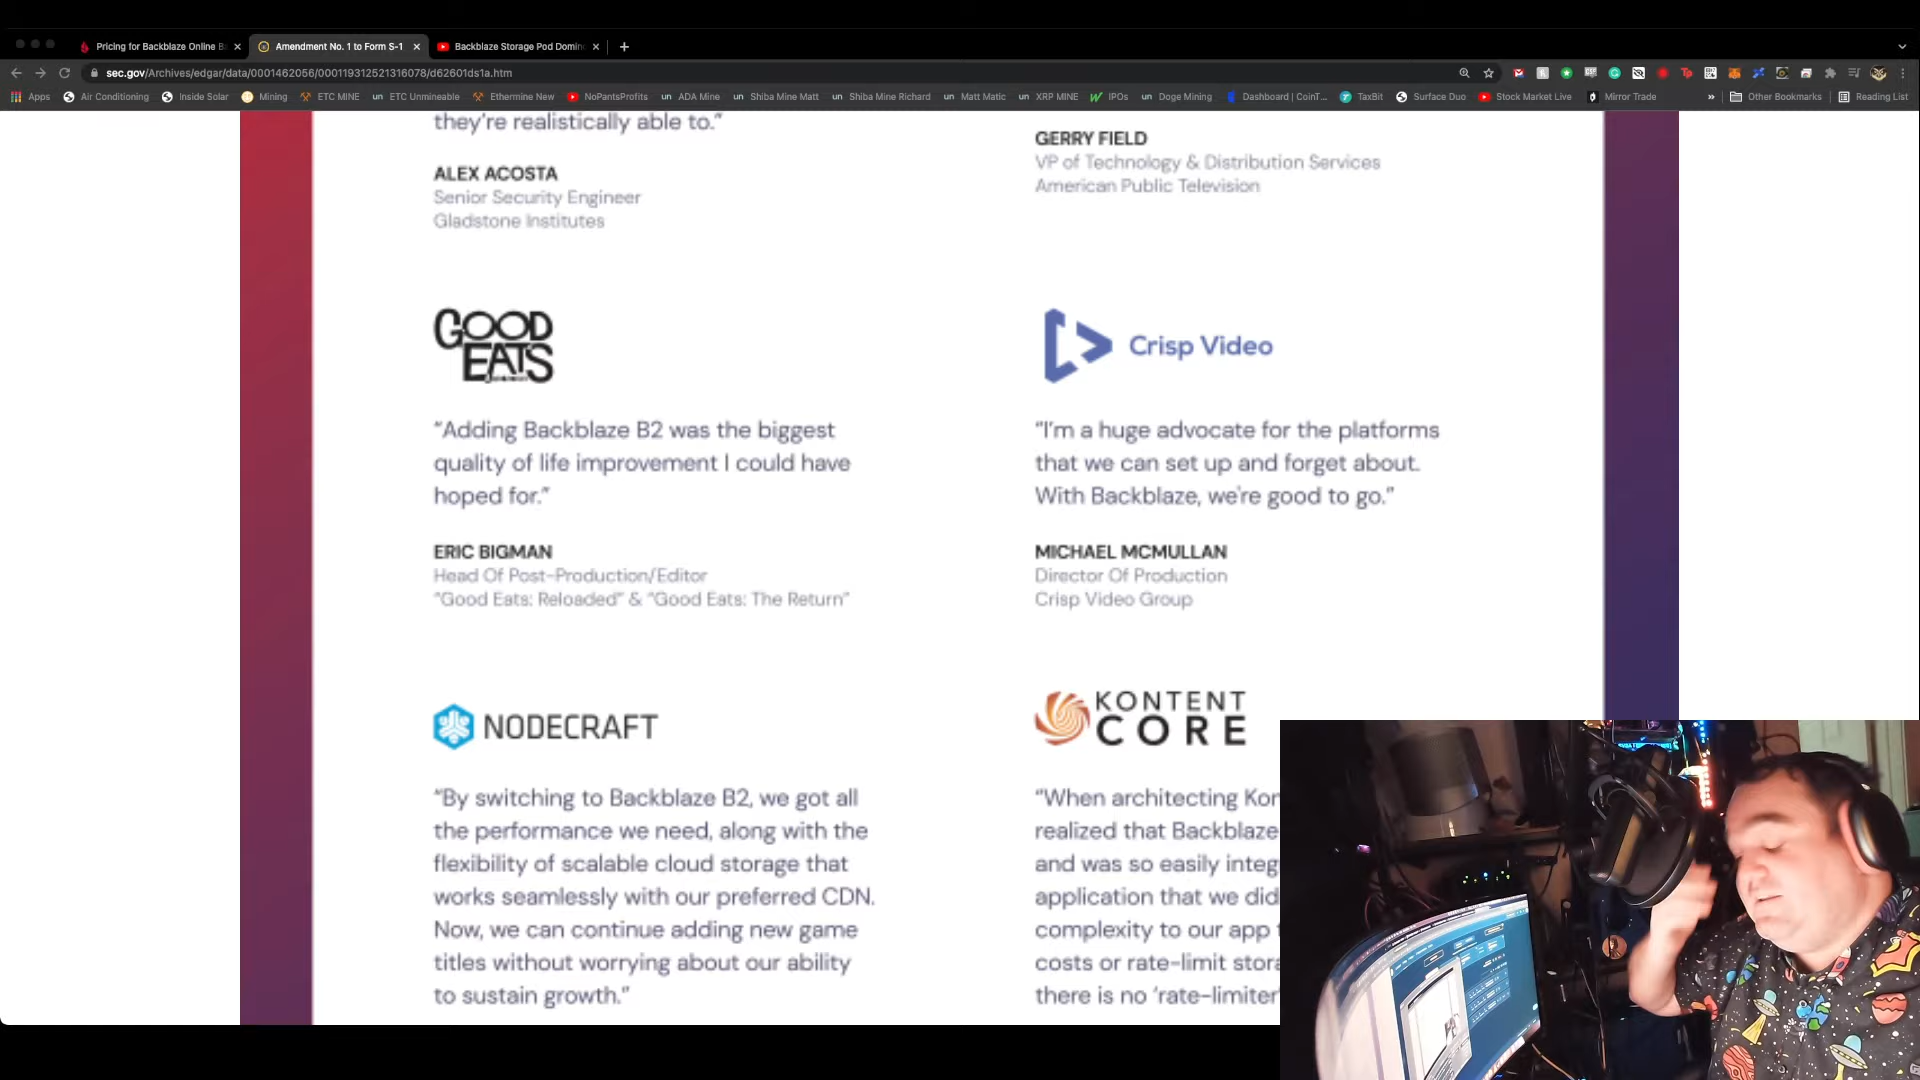 Pricing for Backblaze Online B
Amendment No. 1 to Form S-1
Backblaze Storage Pod Domin
sec.gov/Archives/edgar/data/0001462056/000119312521316078/d62601ds1a.htm
Apps
Air Conditioning
Inside Solar
Mining
ETC MINE
ETC Unmineable
Ethermine New
NoPantsProfits
ADA Mine
Shiba Mine Matt
Shiba Mine Richard
Matt Matic
XRP MINE
IPOs
Doge Mining
Dashboard | CoinT...
TaxBit
Surface Duo
Stock Market Live
Mirror Trade
»
Other Bookmarks
Reading List
they're realistically able to.”
ALEX ACOSTA
Senior Security Engineer
Gladstone Institutes
GERRY FIELD
VP of Technology & Distribution Services
American Public Television
GOOD
EATS
“Adding Backblaze B2 was the biggest
quality of life improvement I could have
hoped for.”
ERIC BIGMAN
Head Of Post-Production/Editor
“Good Eats: Reloaded” & “Good Eats: The Return”
Crisp Video
“I'm a huge advocate for the platforms
that we can set up and forget about.
With Backblaze, we're good to go.”
MICHAEL MCMULLAN
Director Of Production
Crisp Video Group
NODECRAFT
“By switching to Backblaze B2, we got all
the performance we need, along with the
flexibility of scalable cloud storage that
works seamlessly with our preferred CDN.
Now, we can continue adding new game
titles without worrying about our ability
to sustain growth.”
KONTENT
CORE
“When architecting Kon
realized that Backblaze
and was so easily integ
application that we did
complexity to our app
costs or rate-limit stora
there is no ‘rate-limiter’